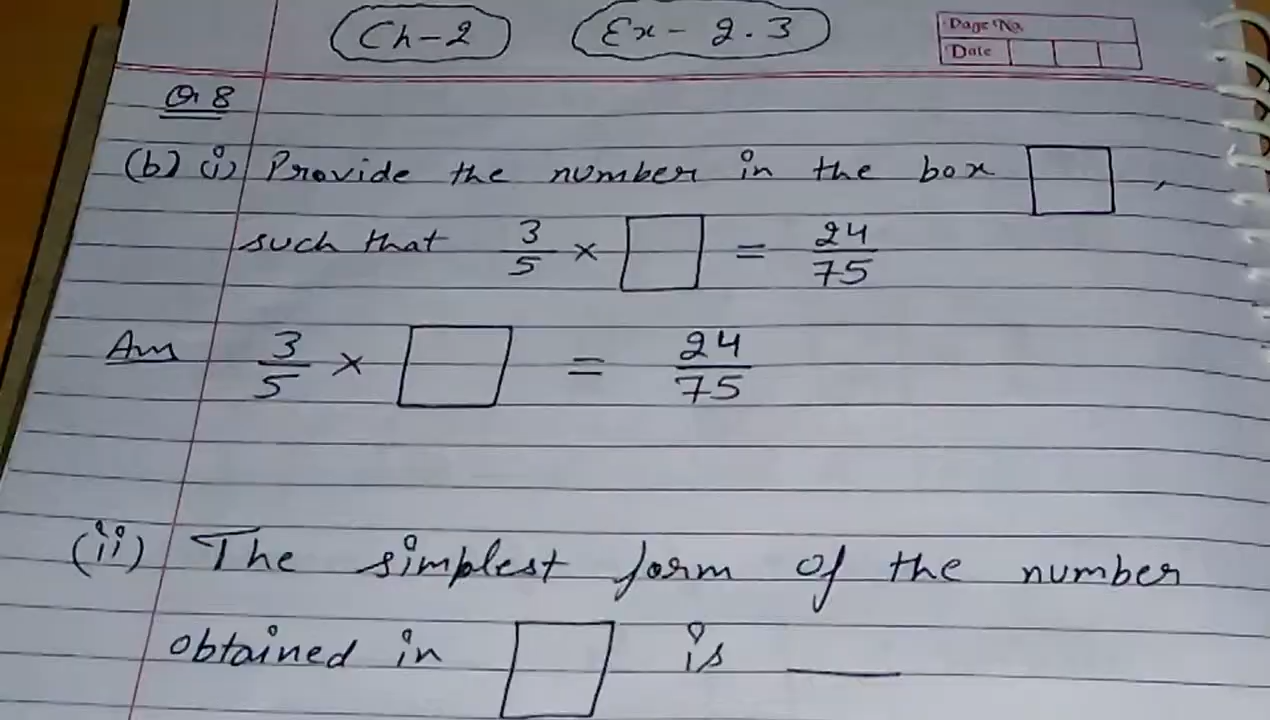 Ch-2 Ex-2.3
Page No.
Date
Q. 8
(b) (i) Provide the number in the box □,
such that 3/5 × □ = 24/75
Ans 3/5 × □ = 24/75
(ii) The simplest form of the number
obtained in □ is ____